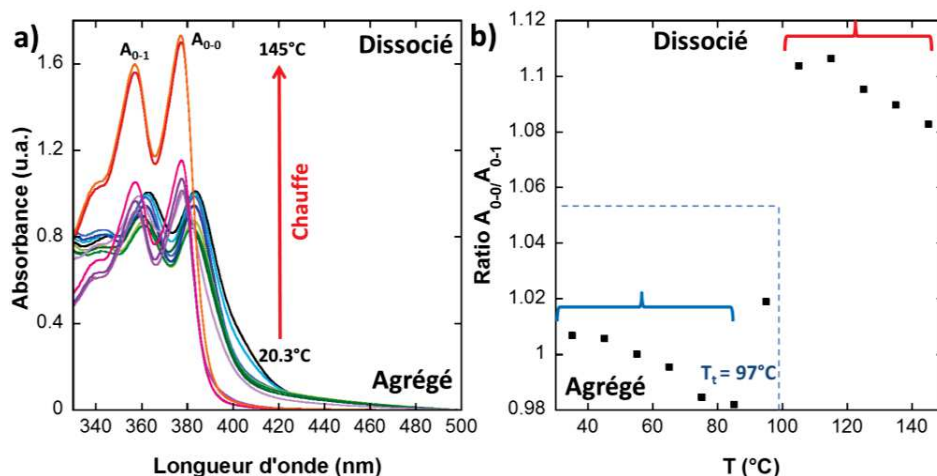 a)
A0-1
A0-0
145°C
Dissocié
Chauffe
20.3°C
Agrégé
Absorbance (u.a.)
1.6
1.2
0.8
0.4
0
340 360 380 400 420 440 460 480 500
Longueur d'onde (nm)
b)
Dissocié
Agrégé
Tt = 97°C
Ratio A0-0/A0-1
1.12
1.1
1.08
1.06
1.04
1.02
1
0.98
40 60 80 100 120 140
T (°C)